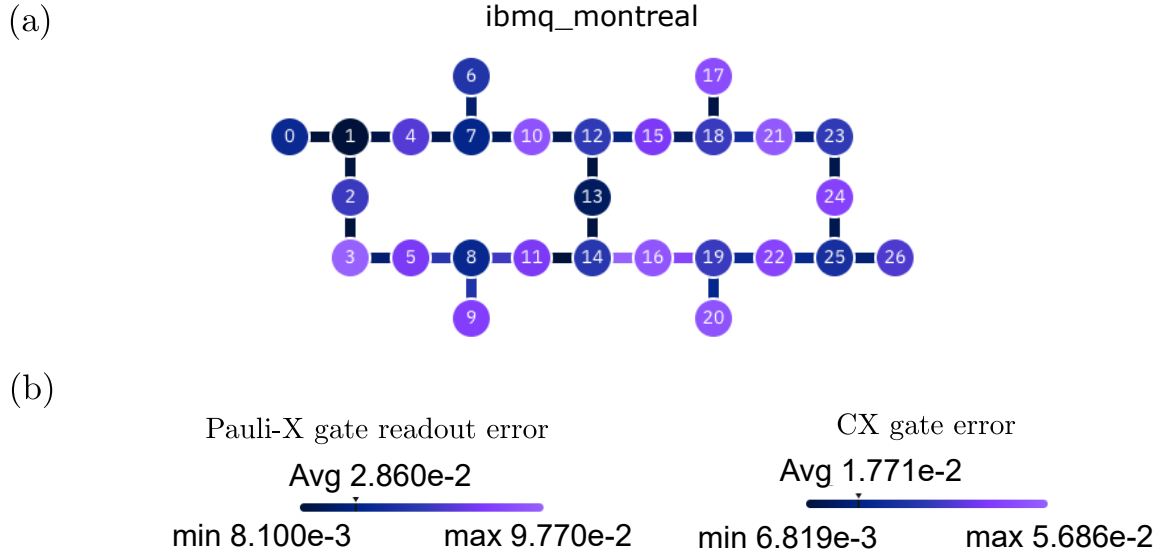 (a)
ibmq_montreal
6 17
0 1 4 7 10 12 15 18 21 23
2 13 24
3 5 8 11 14 16 19 22 25 26
9 20
(b)
Pauli-X gate readout error
Avg 2.860e-2
min 8.100e-3 max 9.770e-2
CX gate error
Avg 1.771e-2
min 6.819e-3 max 5.686e-2